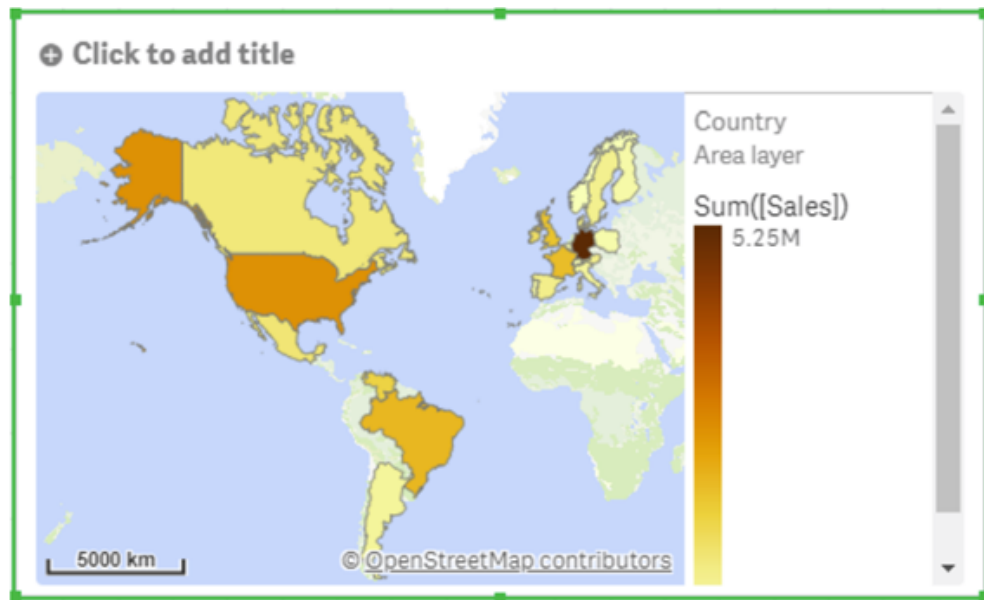 Click to add title
Country
Area layer
Sum([Sales])
5.25M
5000 km
© OpenStreetMap contributors